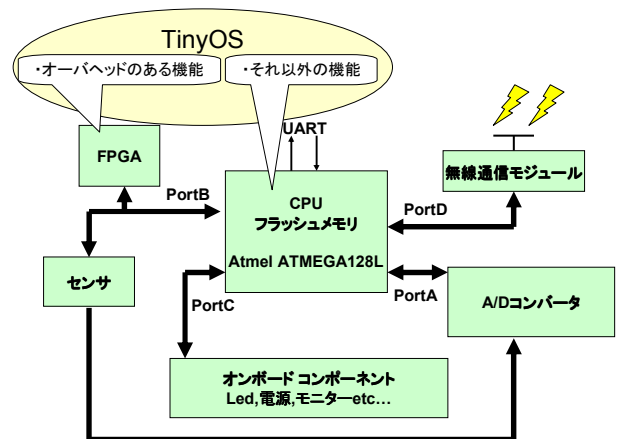 TinyOS
・オーバヘッドのある機能
・それ以外の機能
UART
FPGA
無線通信モジュール
PortB
CPU
フラッシュメモリ
Atmel ATMEGA128L
PortD
センサ
PortC
PortA
A/Dコンバータ
オンボード コンポーネント
Led,電源,モニターetc…